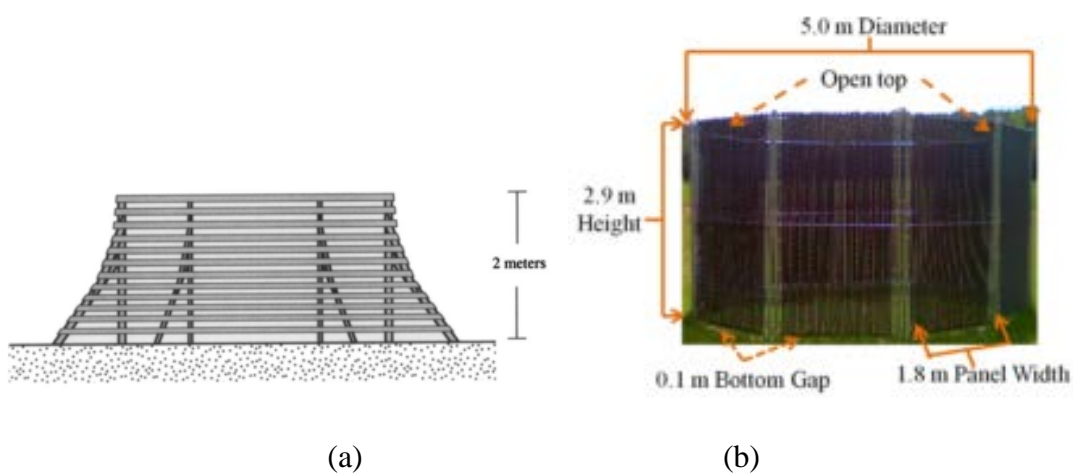 2 meters
5.0 m Diameter
Open top
2.9 m
Height
0.1 m Bottom Gap
1.8 m Panel Width
(a)
(b)